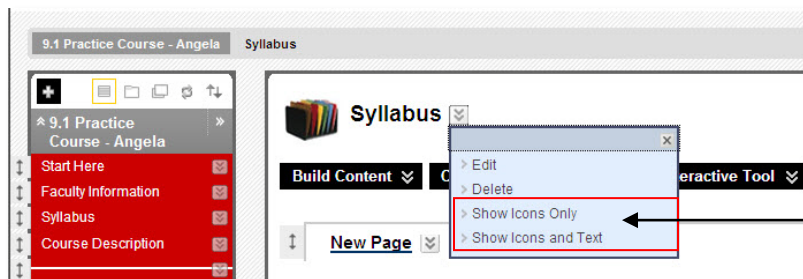 9.1 Practice Course - Angela Syllabus
9.1 Practice
Course - Angela
Start Here
Faculty Information
Syllabus
Course Description
Syllabus
Edit
Delete
Show Icons Only
Show Icons and Text
Build Content
eractive Tool
New Page